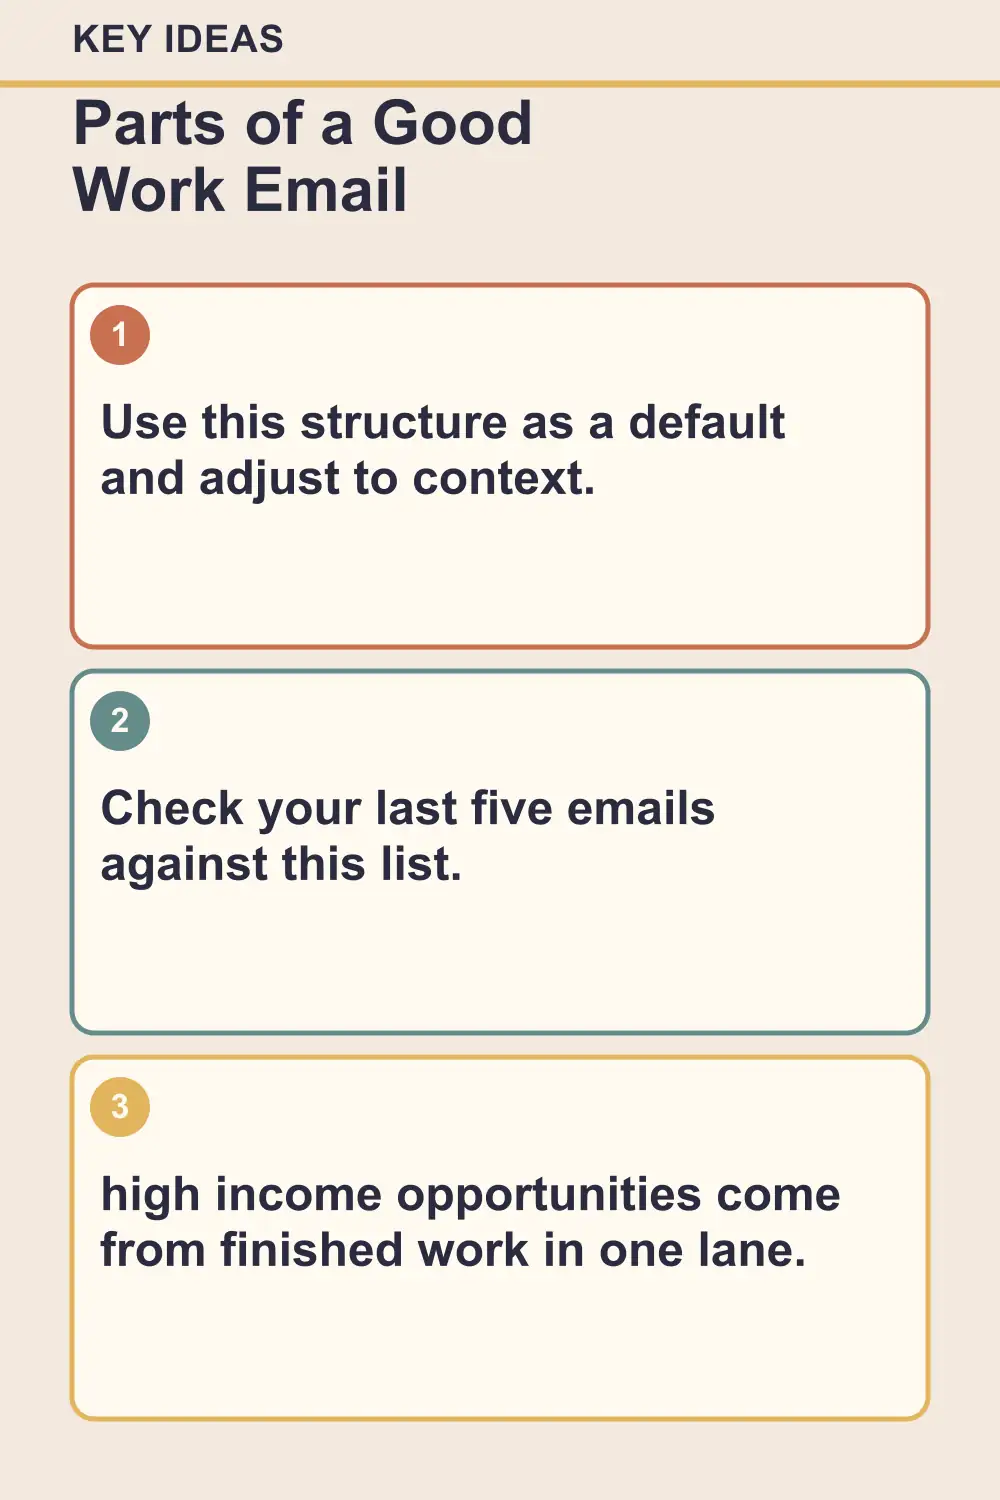 KEY IDEAS
Parts of a Good
Work Email
1
Use this structure as a default
and adjust to context.
2
Check your last five emails
against this list.
3
high income opportunities come
from finished work in one lane.